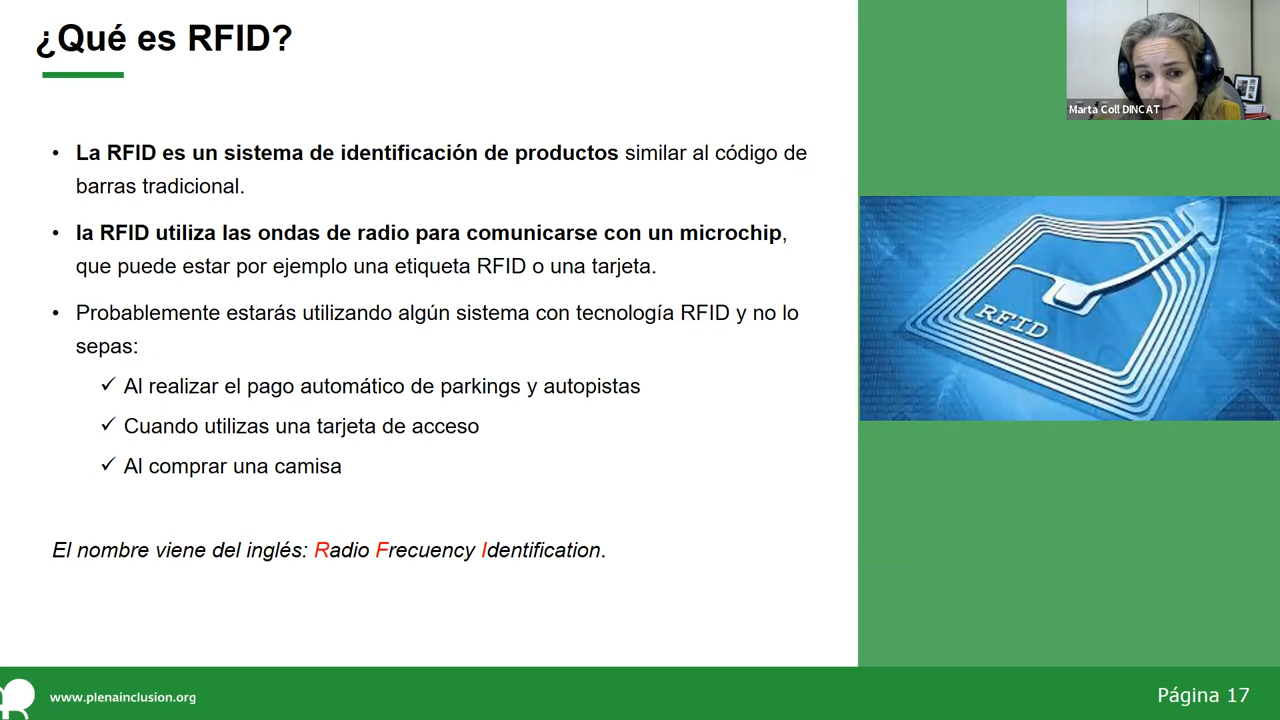 ¿Qué es RFID?
Marta Coll DINCAT
• La RFID es un sistema de identificación de productos similar al código de
barras tradicional.
• la RFID utiliza las ondas de radio para comunicarse con un microchip,
que puede estar por ejemplo una etiqueta RFID o una tarjeta.
• Probablemente estarás utilizando algún sistema con tecnología RFID y no lo
sepas:
✓ Al realizar el pago automático de parkings y autopistas
✓ Cuando utilizas una tarjeta de acceso
✓ Al comprar una camisa
RFID
El nombre viene del inglés: Radio Frecuency Identification.
www.plenainclusion.org
Página 17